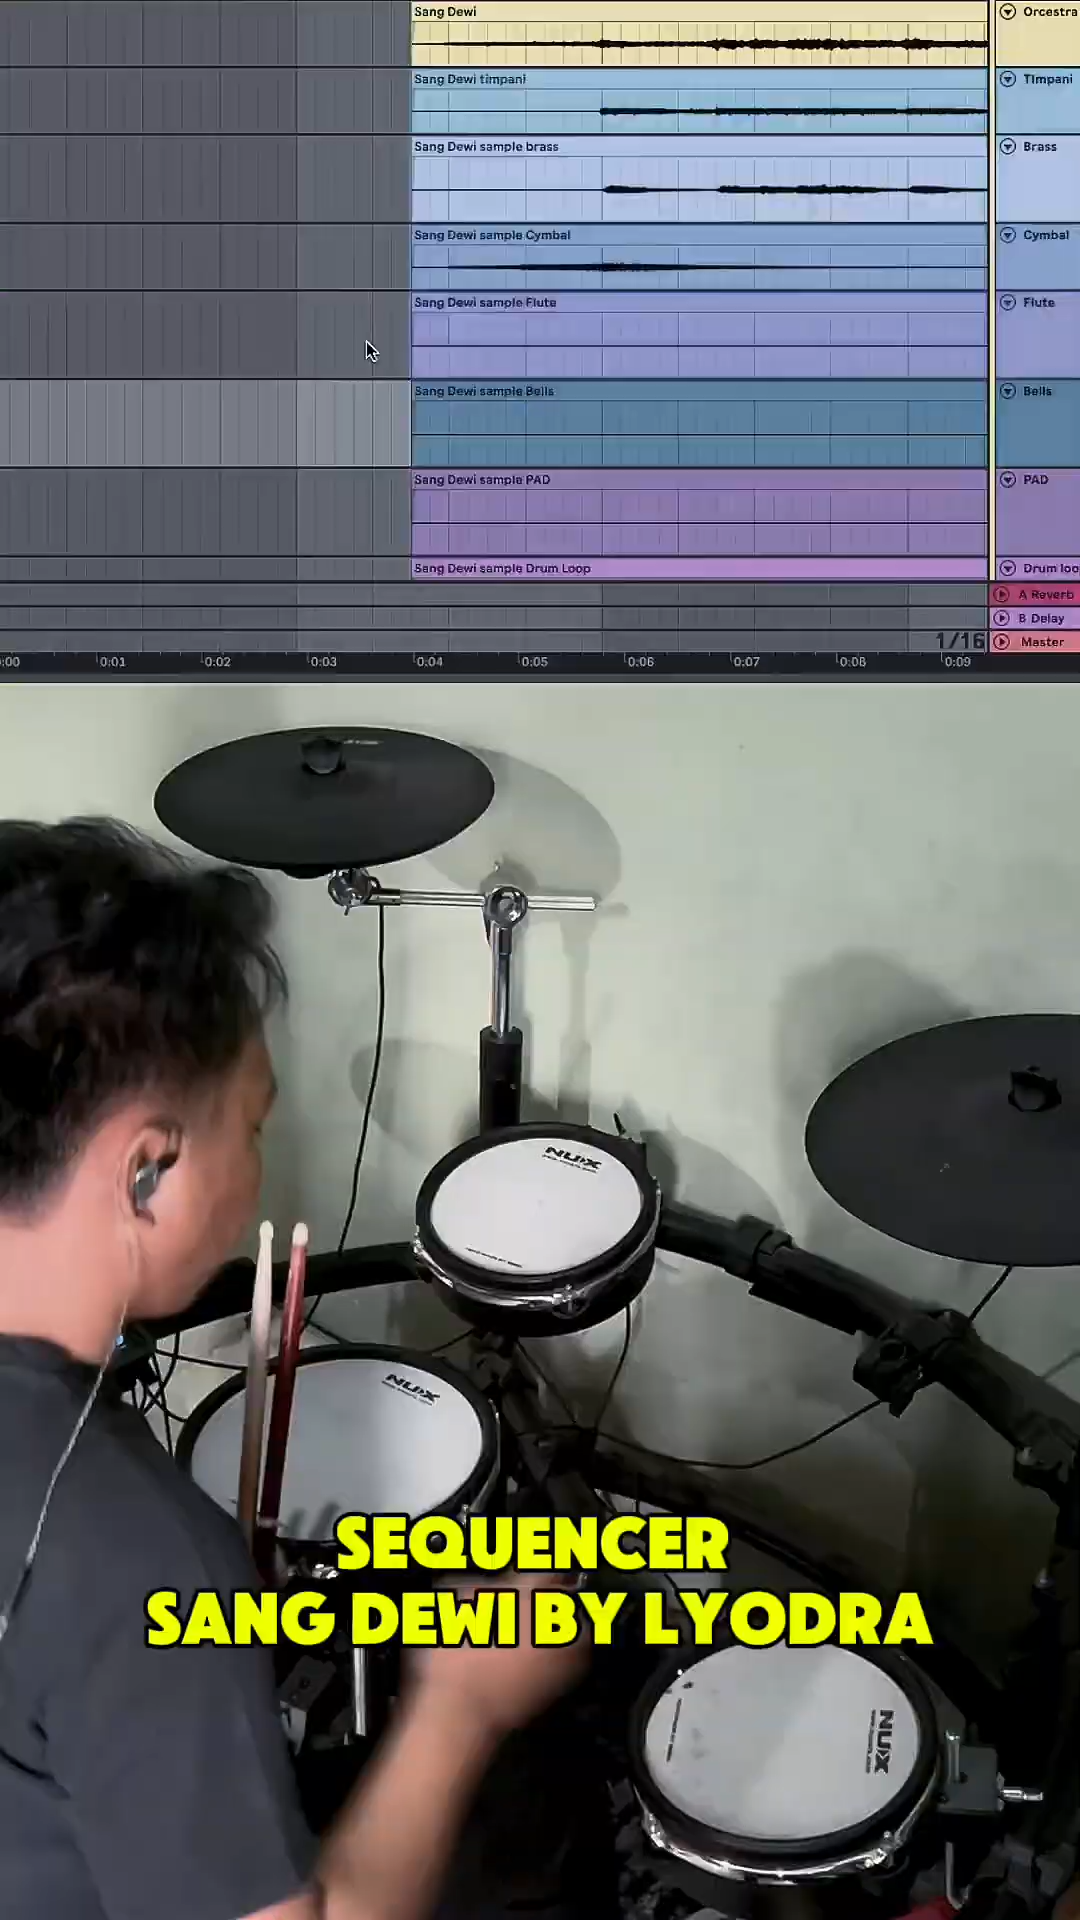 Sang Dewi
Orcestra
Sang Dewi timpani
TImpani
Sang Dewi sample brass
Brass
Sang Dewi sample Cymbal
Cymbal
Sang Dewi sample Flute
Flute
Sang Dewi sample Bells
Bells
Sang Dewi sample PAD
PAD
Sang Dewi sample Drum Loop
Drum loo
A Reverb
B Delay
1/16
Master
:00 0:01 0:02 0:03 0:04 0:05 0:06 0:07 0:08 0:09
NUX
NUX
SEQUENCER
SANG DEWI BY LYODRA
NUX